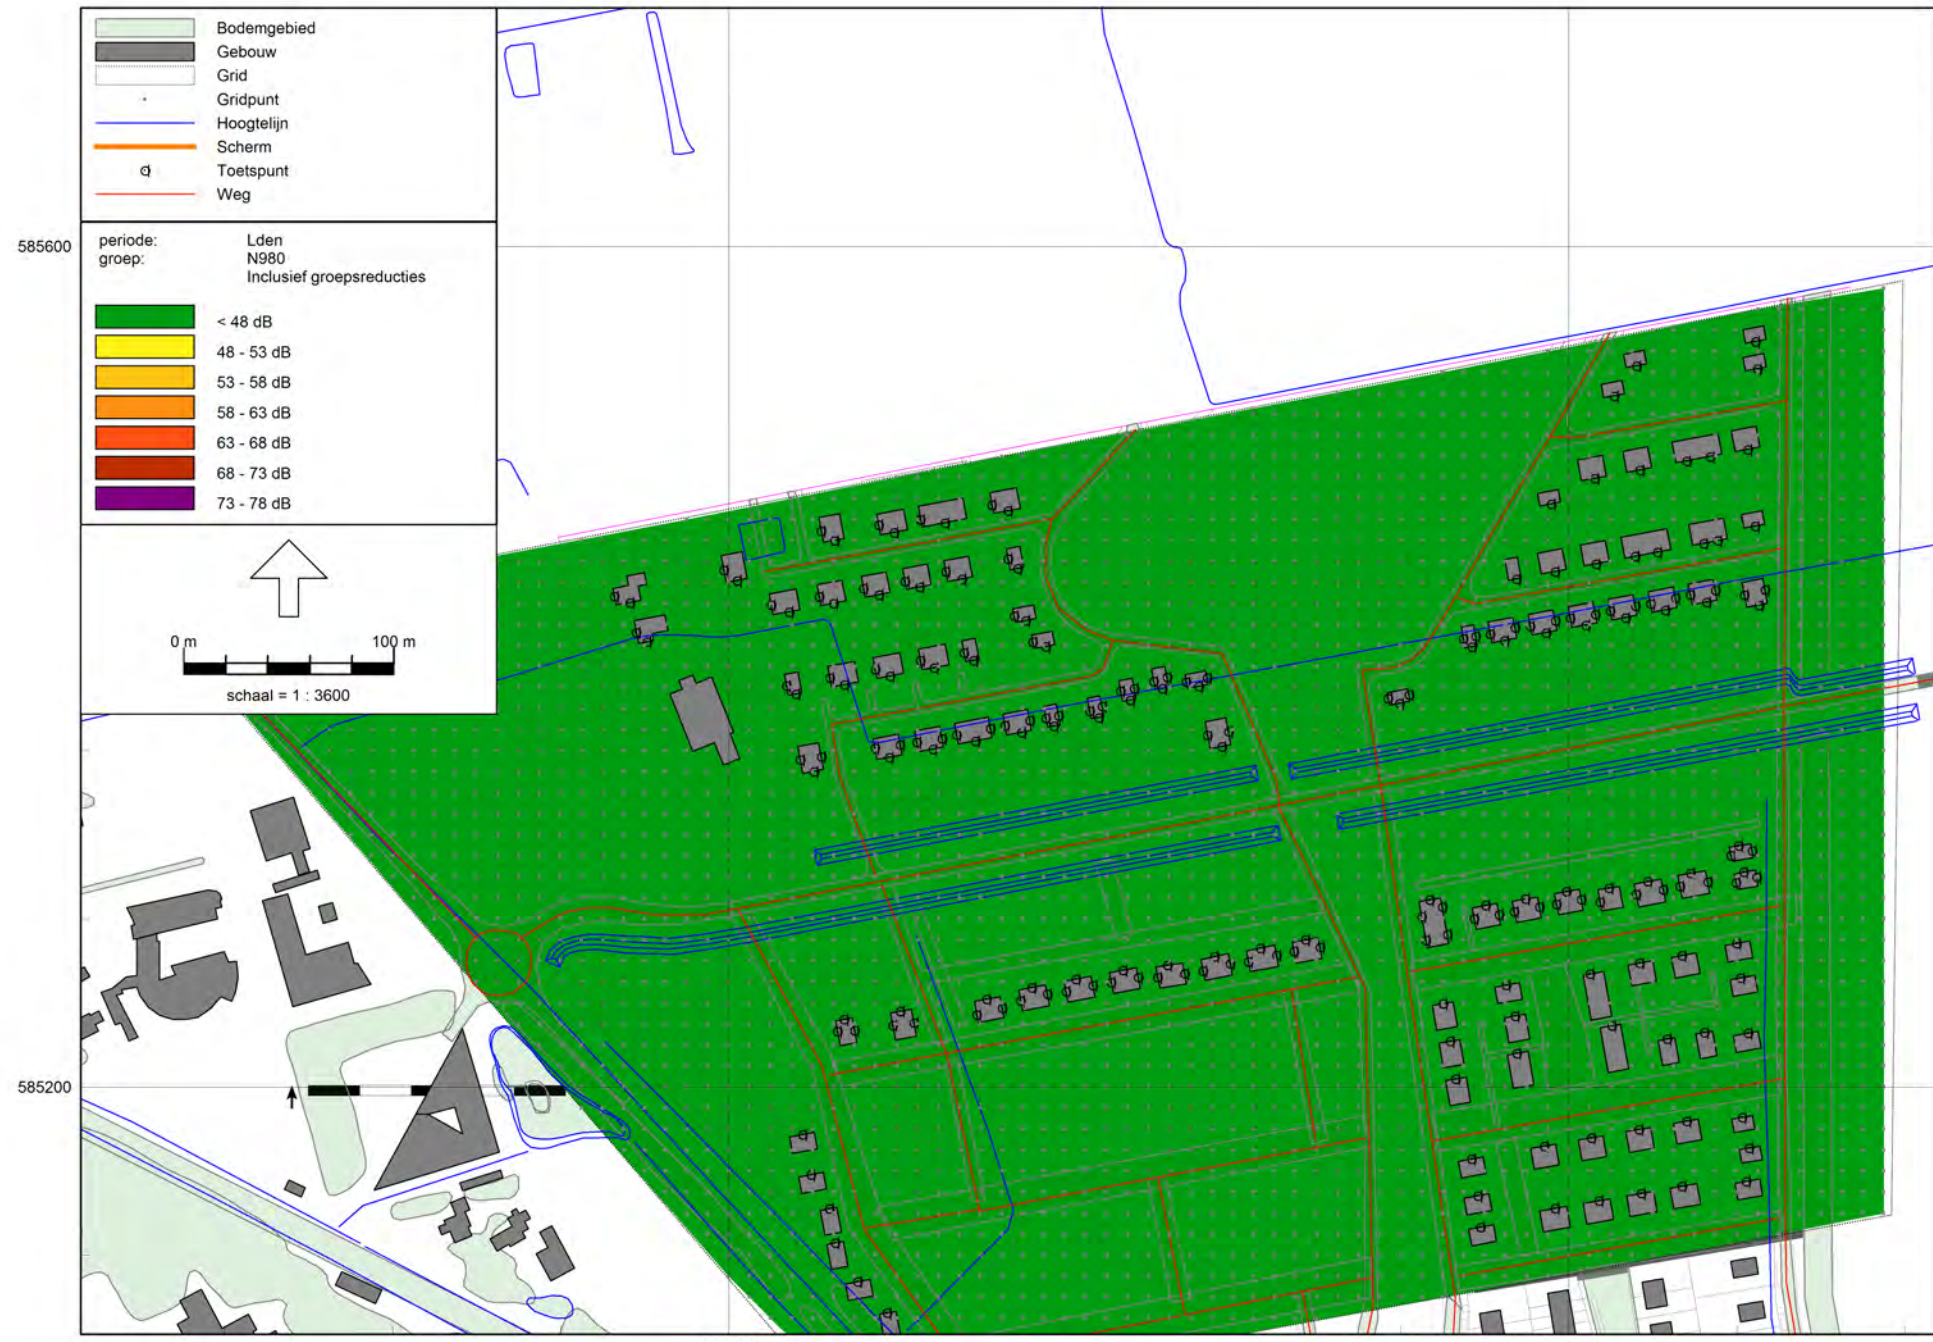 Bodemgebied
Gebouw
Grid
Gridpunt
Hoogtelijn
Scherm
Toetspunt
Weg
585600
periode: Lden
groep: N980
Inclusief groepsreducties
< 48 dB
48 - 53 dB
53 - 58 dB
58 - 63 dB
63 - 68 dB
68 - 73 dB
73 - 78 dB
0 m 100 m
schaal = 1 : 3600
585200